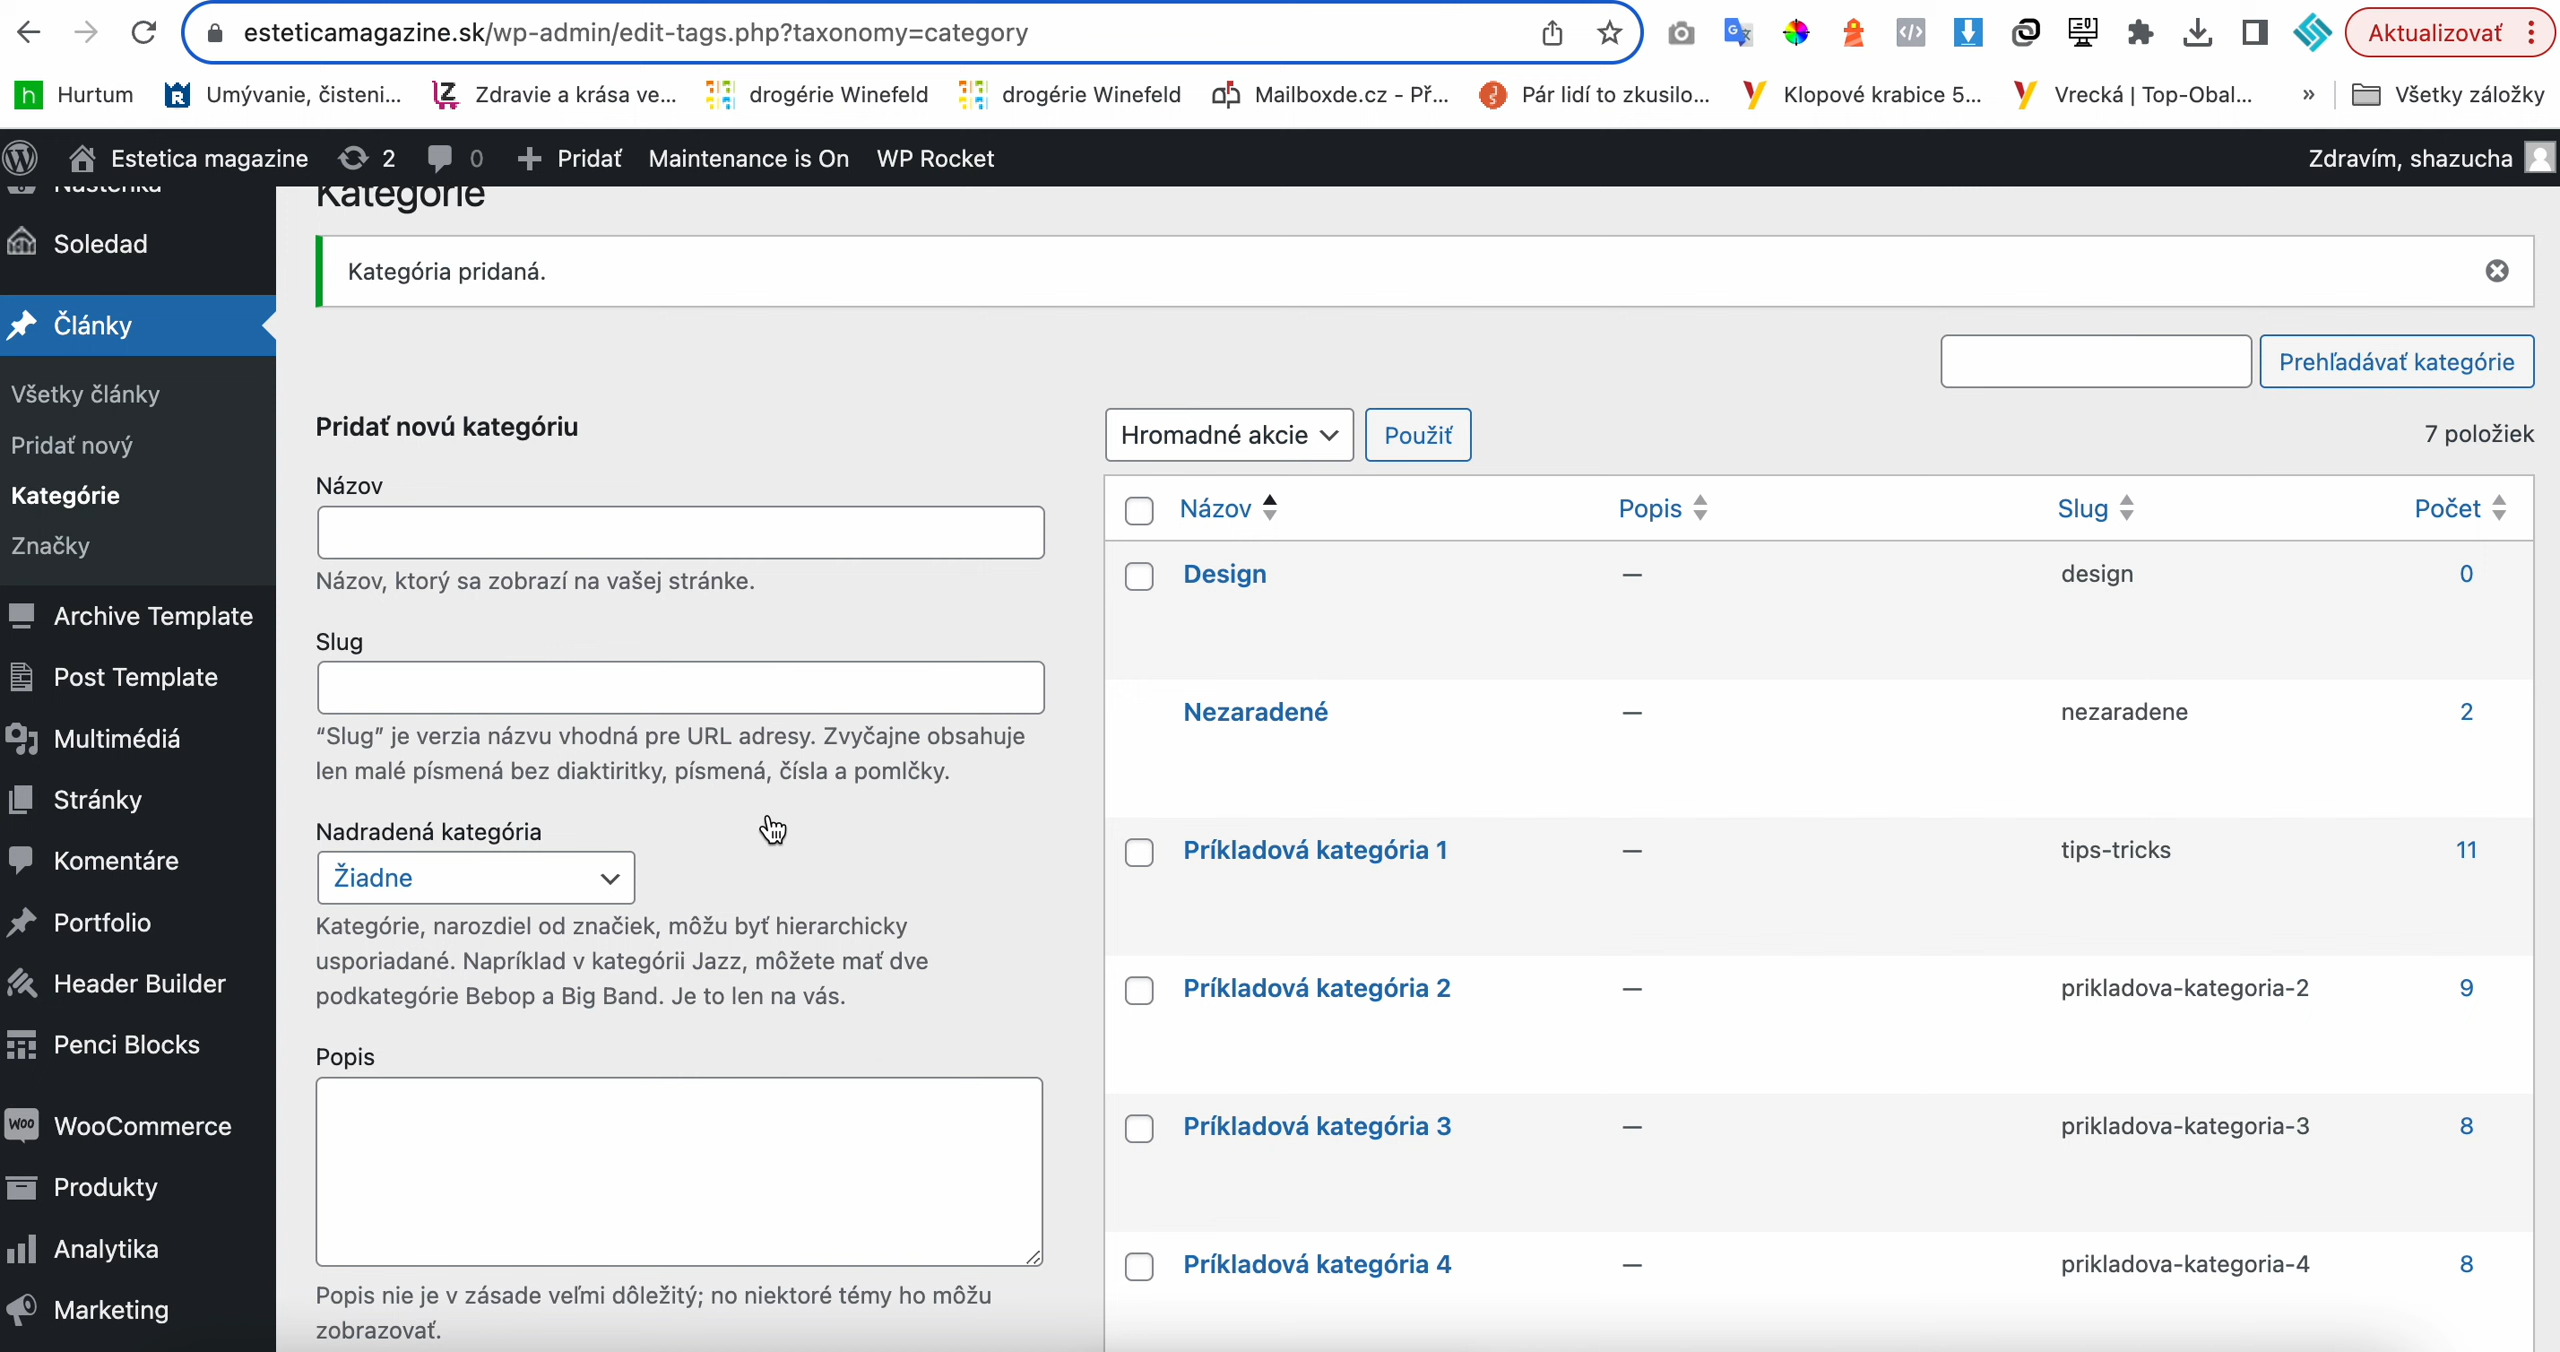 esteticamagazine.sk/wp-admin/edit-tags.php?taxonomy=category
Aktualizovať
Hurtum
Umývanie, čisteni...
Zdravie a krása ve...
drogérie Winefeld
drogérie Winefeld
Mailboxde.cz - Př...
Pár lidí to zkusilo...
Klopové krabice 5...
Vrecká | Top-Obal...
»
Všetky záložky
Estetica magazine
2
0
Pridať
Maintenance is On
WP Rocket
Zdravím, shazucha
Nástenka
Soledad
Články
Všetky články
Pridať nový
Kategórie
Značky
Archive Template
Post Template
Multimédiá
Stránky
Komentáre
Portfolio
Header Builder
Penci Blocks
WooCommerce
Produkty
Analytika
Marketing
Kategórie
Kategória pridaná.
Prehľadávať kategórie
Pridať novú kategóriu
Názov
Názov, ktorý sa zobrazí na vašej stránke.
Slug
“Slug” je verzia názvu vhodná pre URL adresy. Zvyčajne obsahuje
len malé písmená bez diaktiritky, písmená, čísla a pomlčky.
Nadradená kategória
Žiadne
Kategórie, narozdiel od značiek, môžu byť hierarchicky
usporiadané. Napríklad v kategórii Jazz, môžete mať dve
podkategórie Bebop a Big Band. Je to len na vás.
Popis
Popis nie je v zásade veľmi dôležitý; no niektoré témy ho môžu
zobrazovať.
Hromadné akcie
Použiť
7 položiek
Názov Popis Slug Počet
Design — design 0
Nezaradené — nezaradene 2
Príkladová kategória 1 — tips-tricks 11
Príkladová kategória 2 — prikladova-kategoria-2 9
Príkladová kategória 3 — prikladova-kategoria-3 8
Príkladová kategória 4 — prikladova-kategoria-4 8